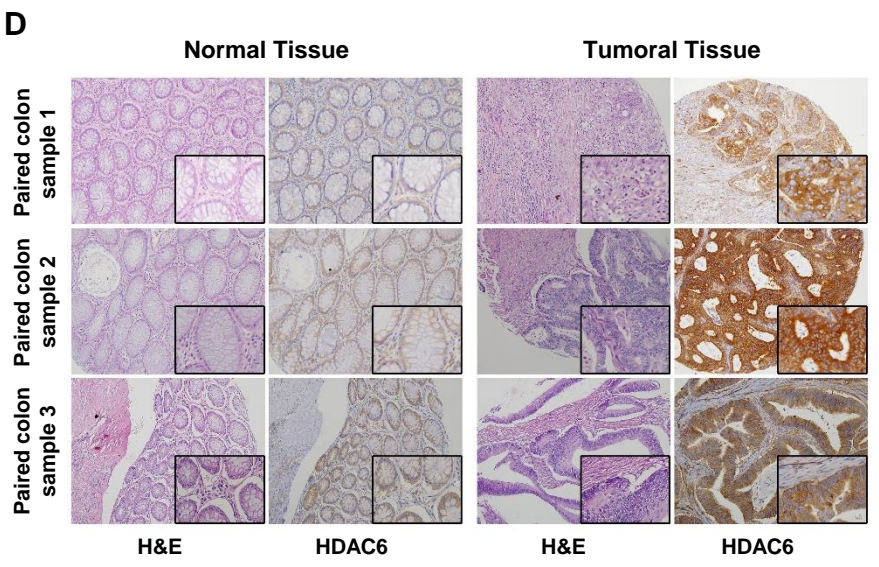 D
Normal Tissue
Tumoral Tissue
Paired colon
sample 1
Paired colon
sample 2
Paired colon
sample 3
H&E
HDAC6
H&E
HDAC6